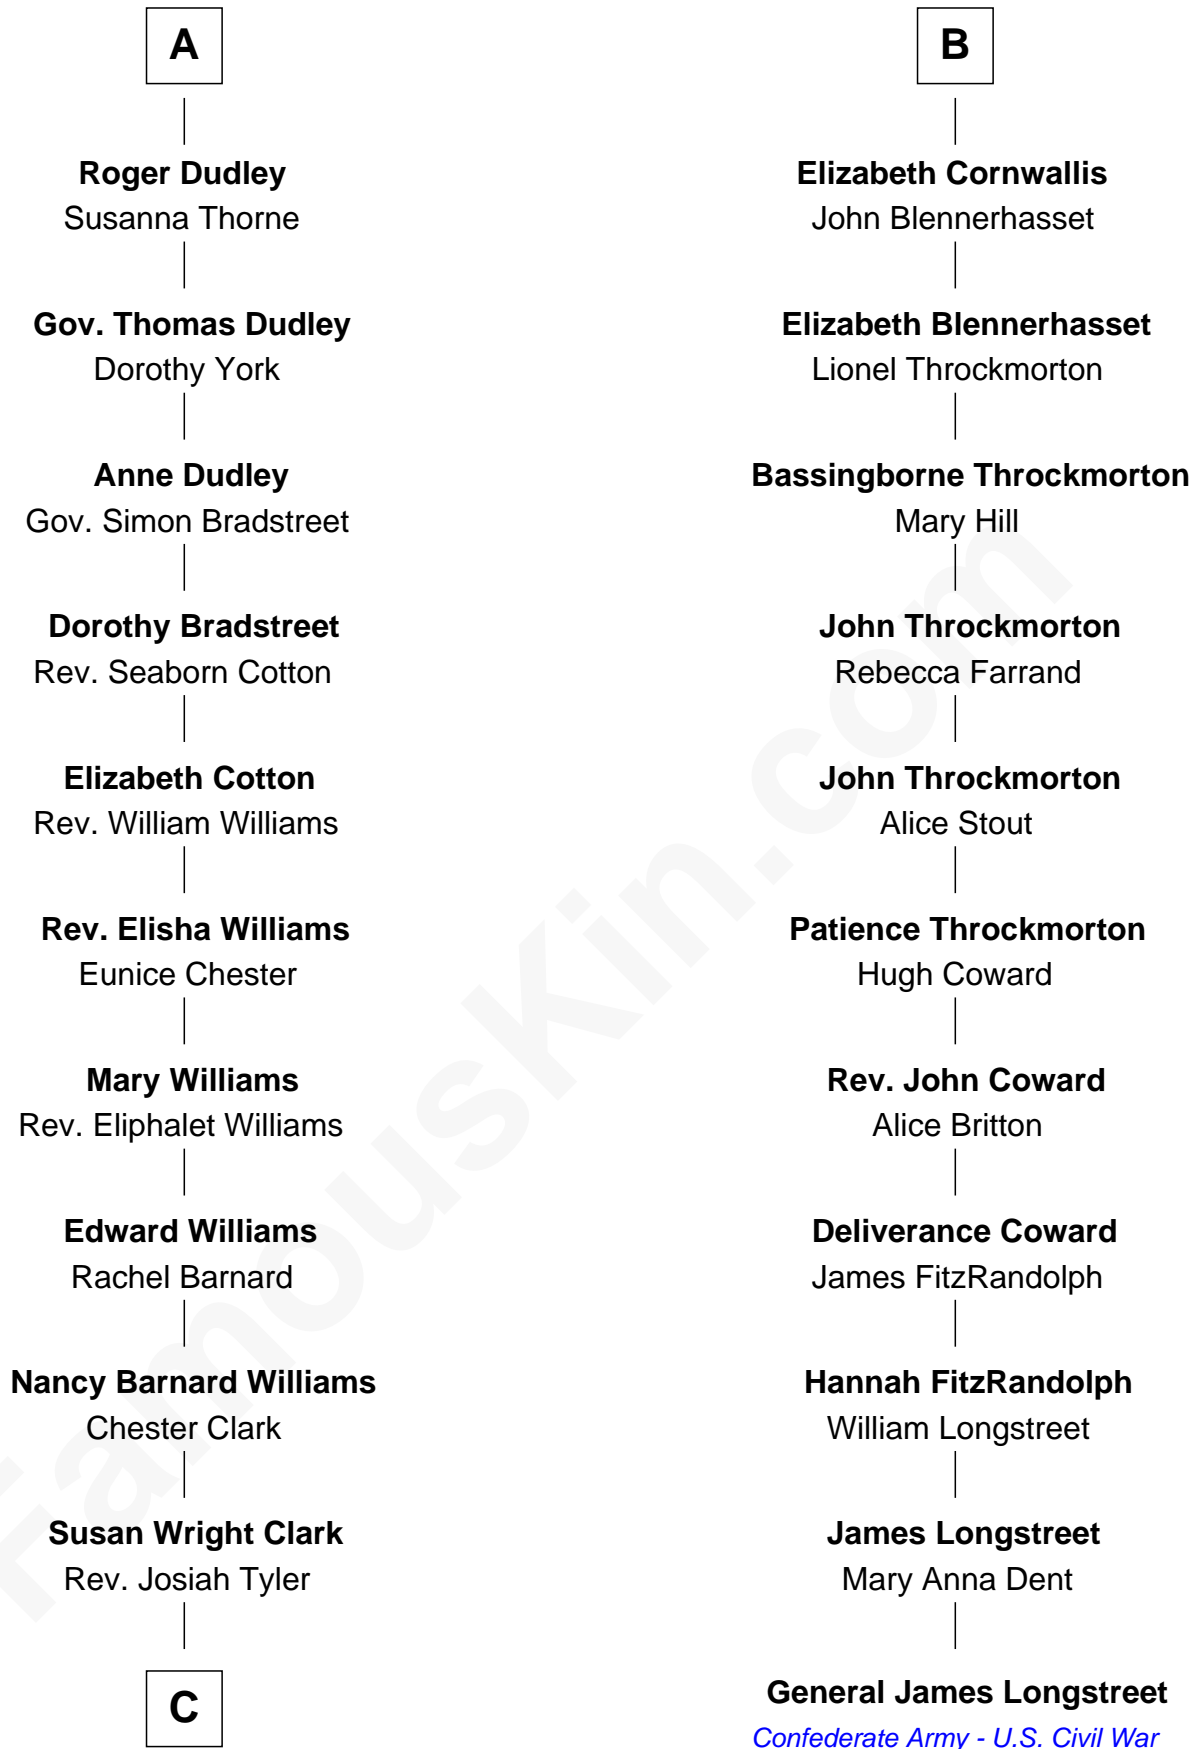 A
Roger Dudley
Susanna Thorne
Gov. Thomas Dudley
Dorothy York
Anne Dudley
Gov. Simon Bradstreet
Dorothy Bradstreet
Rev. Seaborn Cotton
Elizabeth Cotton
Rev. William Williams
Rev. Elisha Williams
Eunice Chester
Mary Williams
Rev. Eliphalet Williams
Edward Williams
Rachel Barnard
Nancy Barnard Williams
Chester Clark
Susan Wright Clark
Rev. Josiah Tyler
C
B
Elizabeth Cornwallis
John Blennerhasset
Elizabeth Blennerhasset
Lionel Throckmorton
Bassingborne Throckmorton
Mary Hill
John Throckmorton
Rebecca Farrand
John Throckmorton
Alice Stout
Patience Throckmorton
Hugh Coward
Rev. John Coward
Alice Britton
Deliverance Coward
James FitzRandolph
Hannah FitzRandolph
William Longstreet
James Longstreet
Mary Anna Dent
General James Longstreet
Confederate Army - U.S. Civil War
FamousKin.com